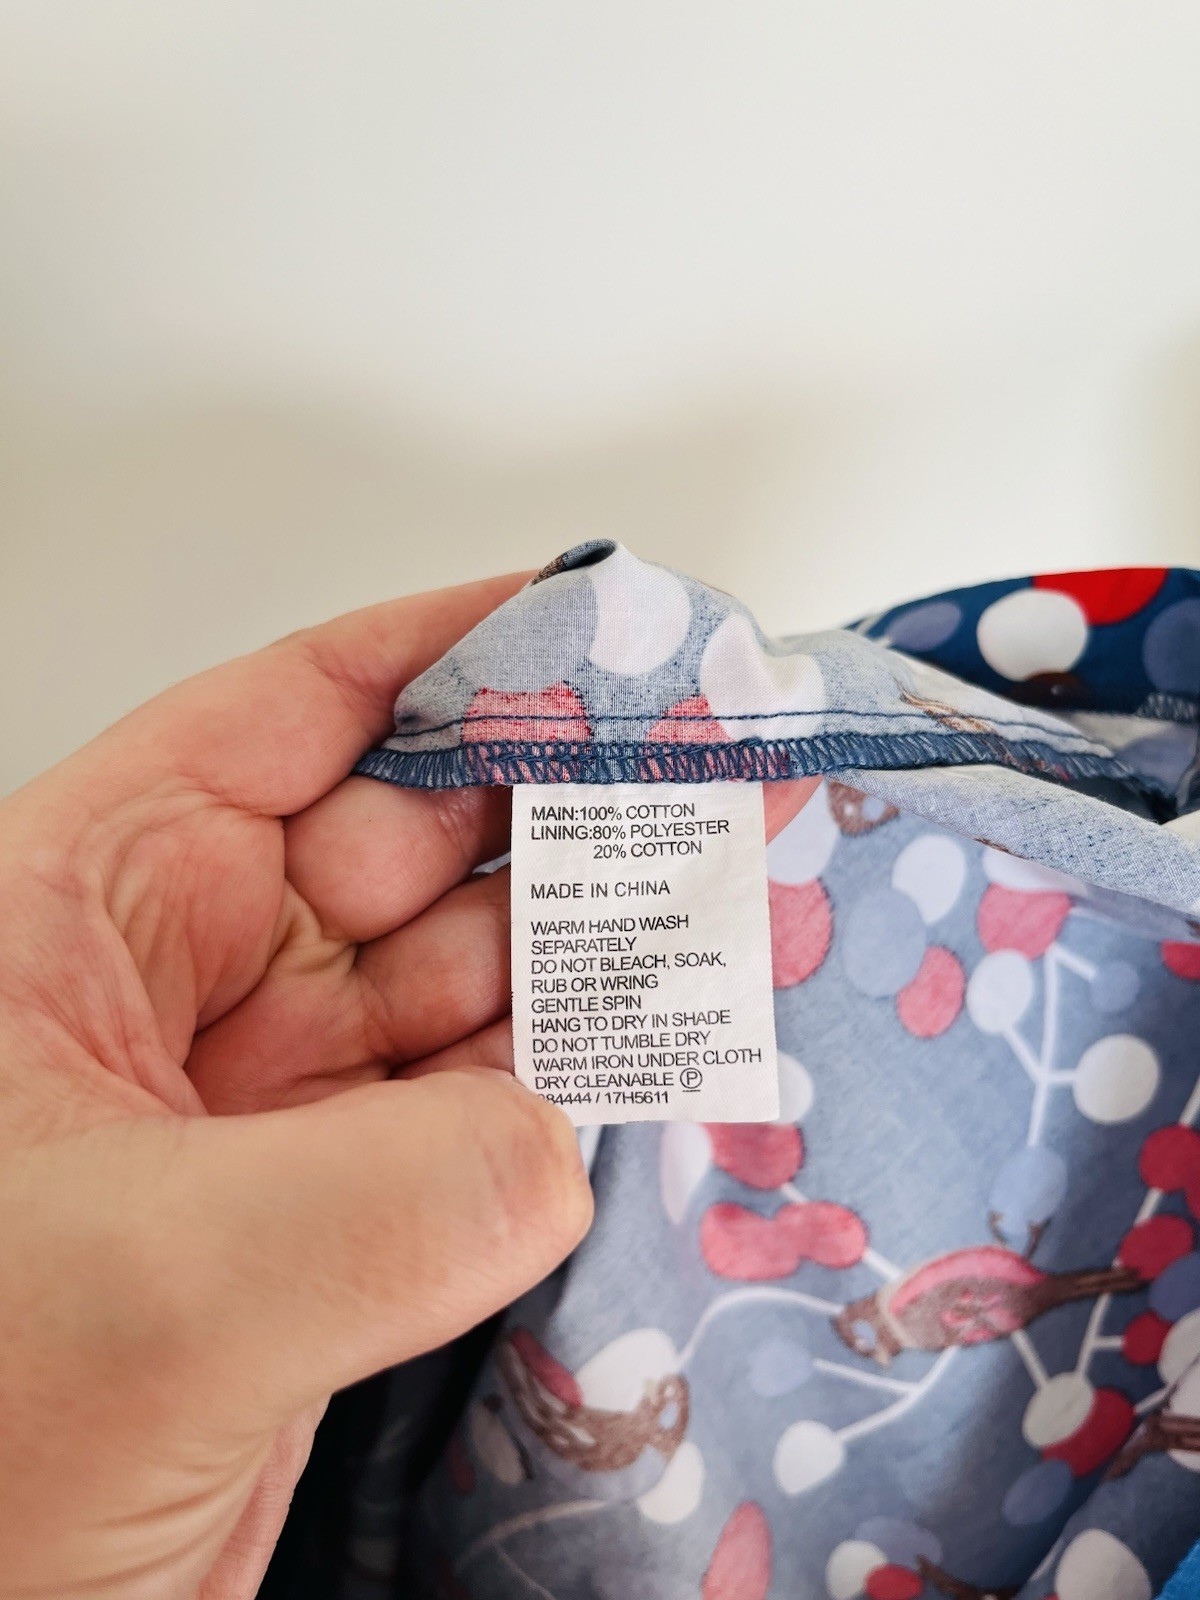 MAIN:100% COTTON
LINING:80% POLYESTER
20% COTTON
MADE IN CHINA
WARM HAND WASH
SEPARATELY
DO NOT BLEACH, SOAK,
RUB OR WRING
GENTLE SPIN
HANG TO DRY IN SHADE
DO NOT TUMBLE DRY
WARM IRON UNDER CLOTH
DRY CLEANABLE Ⓟ
84444 / 17H5611